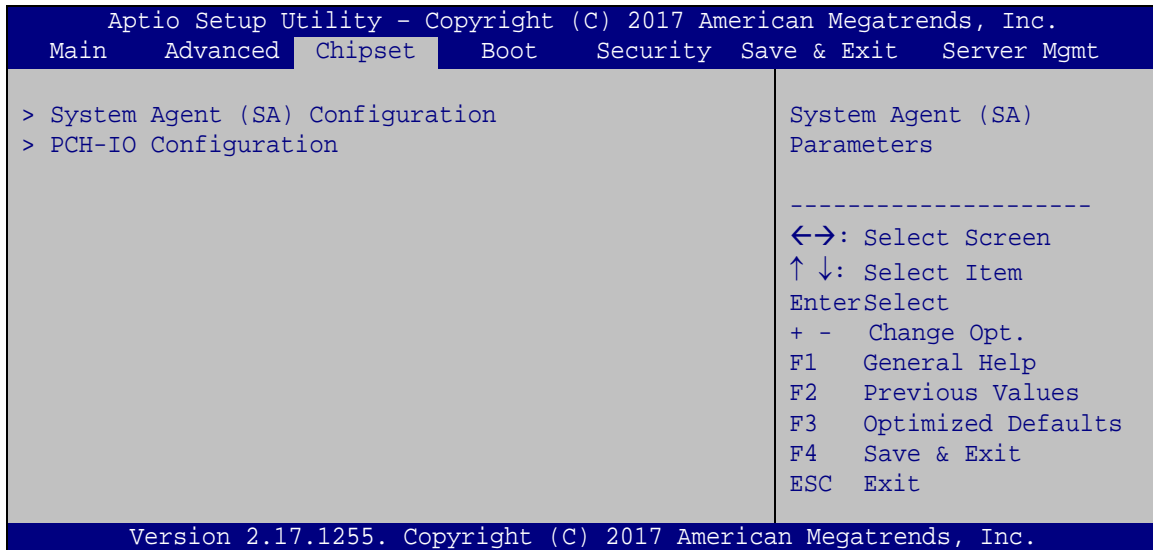 Aptio Setup Utility – Copyright (C) 2017 American Megatrends, Inc.
Main Advanced Chipset Boot Security Save & Exit Server Mgmt
> System Agent (SA) Configuration
> PCH-IO Configuration
System Agent (SA)
Parameters
---------------------
←→: Select Screen
↑ ↓: Select Item
EnterSelect
+ - Change Opt.
F1 General Help
F2 Previous Values
F3 Optimized Defaults
F4 Save & Exit
ESC Exit
Version 2.17.1255. Copyright (C) 2017 American Megatrends, Inc.